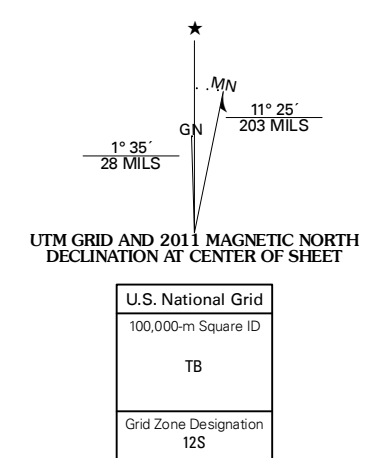 ★
MN
GN
11° 25´
203 MILS
1° 35´
28 MILS
UTM GRID AND 2011 MAGNETIC NORTH
DECLINATION AT CENTER OF SHEET
U.S. National Grid
100,000-m Square ID
TB
Grid Zone Designation
12S